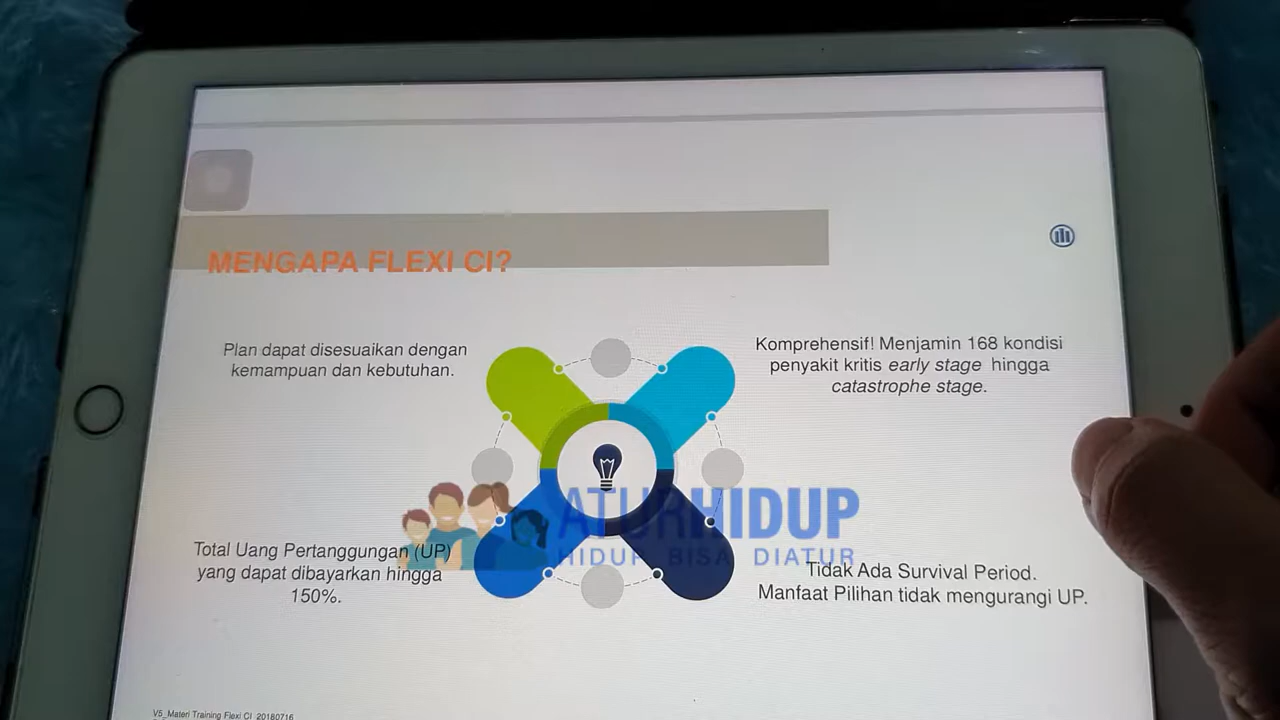 MENGAPA FLEXI CI?
Plan dapat disesuaikan dengan
kemampuan dan kebutuhan.
Komprehensif! Menjamin 168 kondisi
penyakit kritis early stage hingga
catastrophe stage.
ATURHIDUP
HIDUP BISA DIATUR
Total Uang Pertanggungan (UP)
yang dapat dibayarkan hingga
150%.
Tidak Ada Survival Period.
Manfaat Pilihan tidak mengurangi UP.
V5_Materi Training Flexi CI_20180716